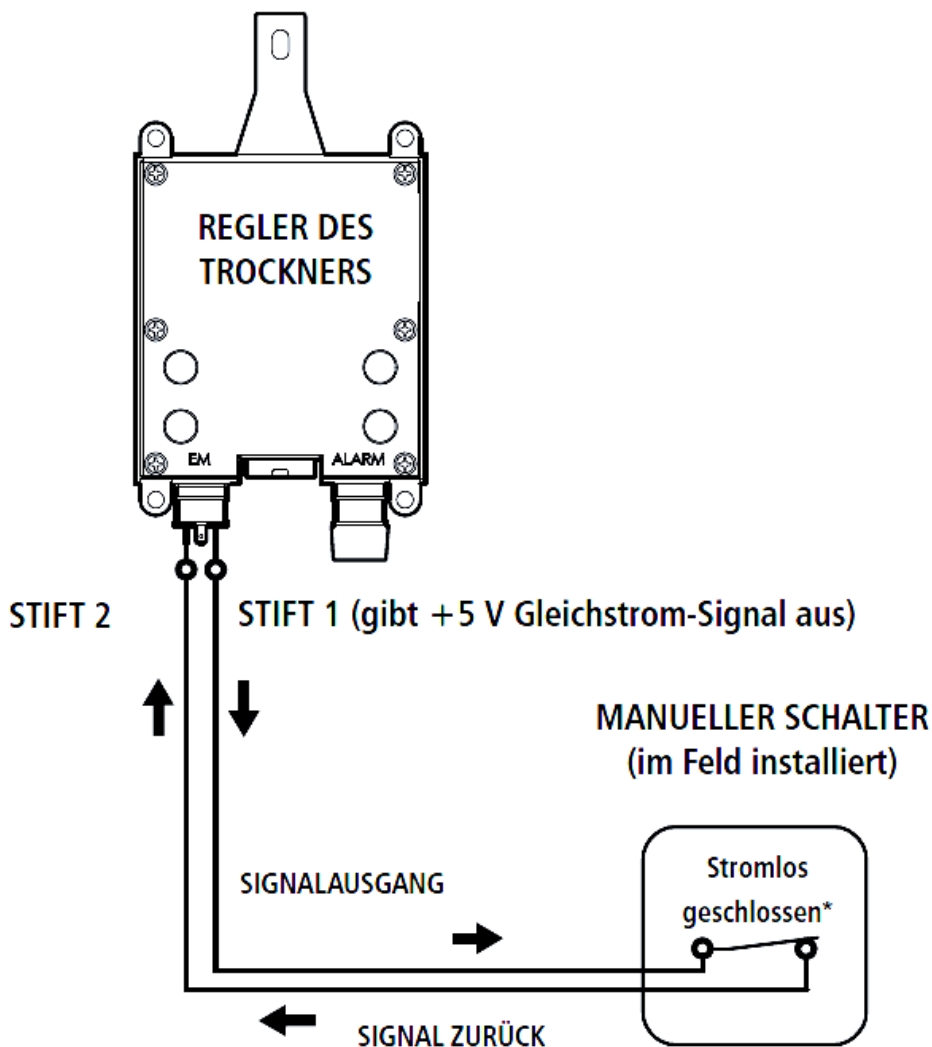 REGLER DES
TROCKNERS
EM
ALARM
STIFT 2
STIFT 1 (gibt +5 V Gleichstrom-Signal aus)
MANUELLER SCHALTER
(im Feld installiert)
Stromlos
geschlossen*
SIGNALAUSGANG
SIGNAL ZURÜCK